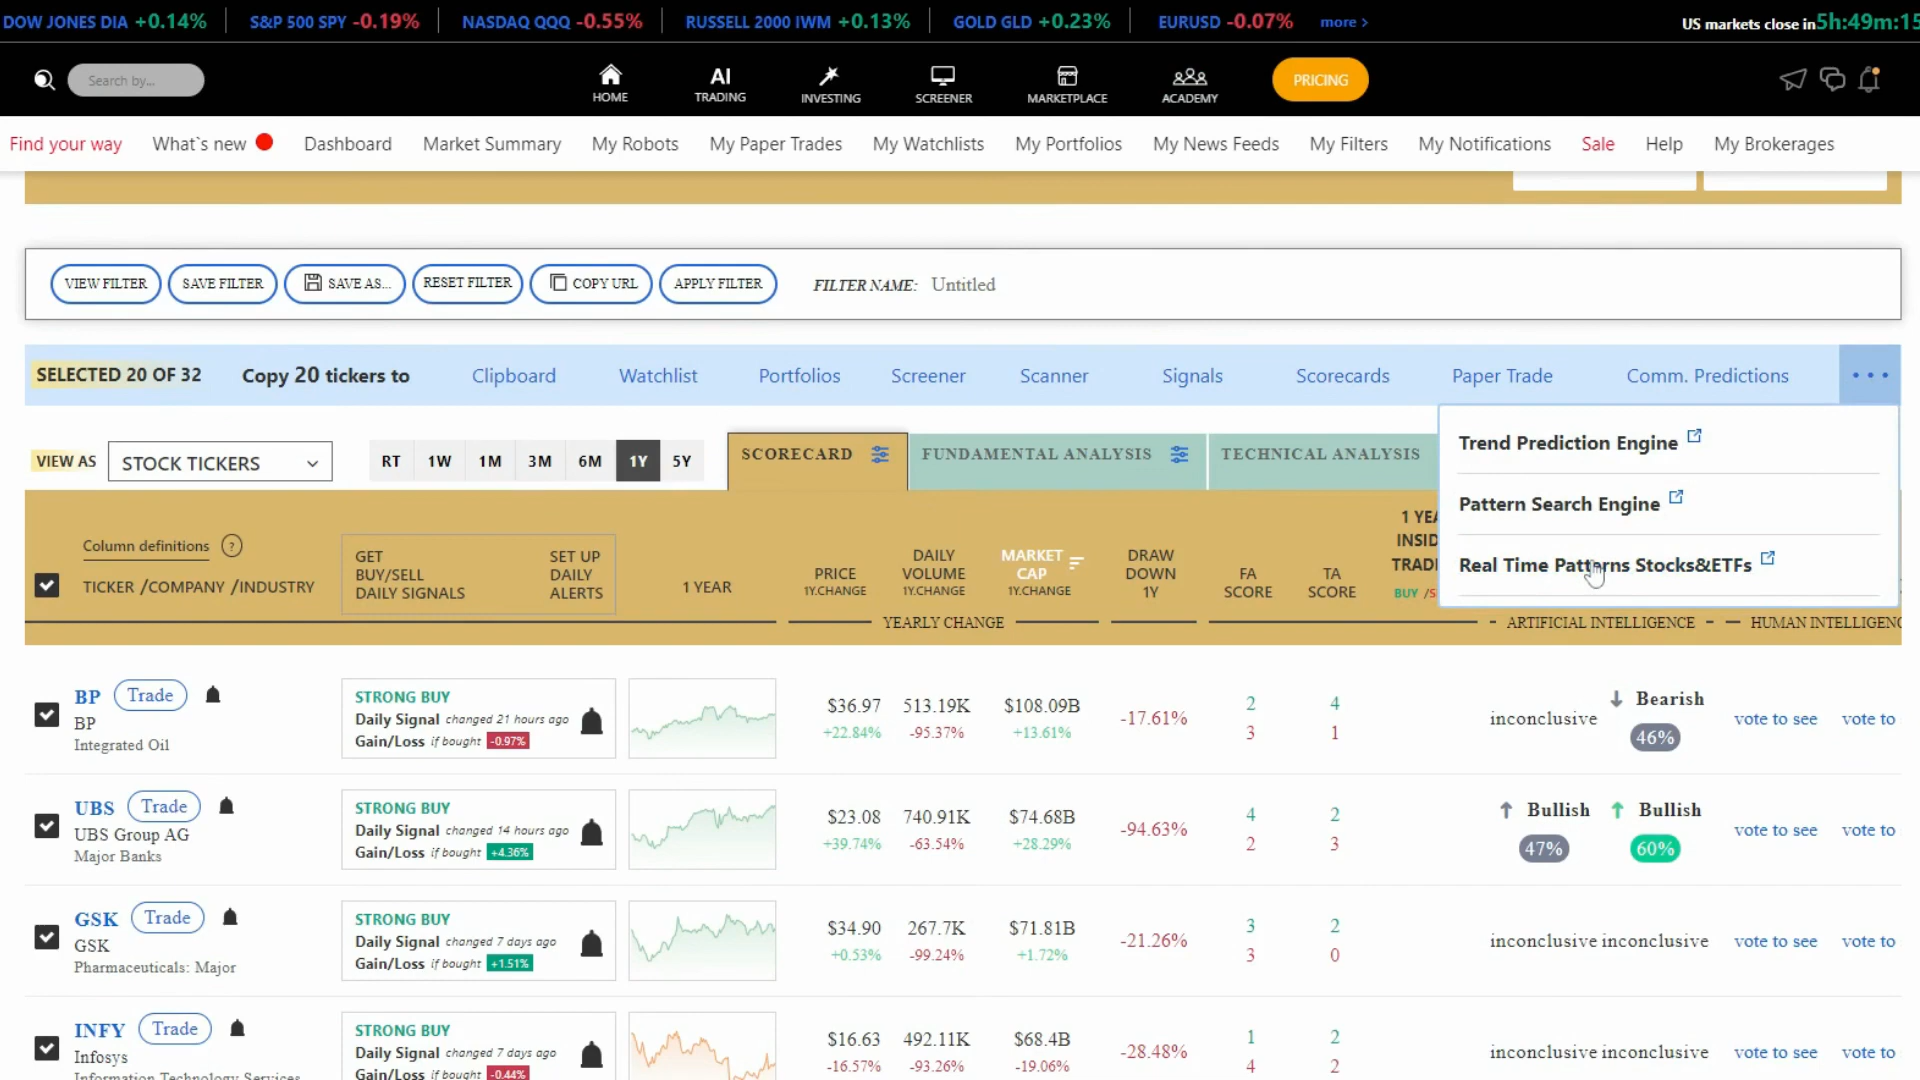 DOW JONES DIA +0.14% S&P 500 SPY -0.19% NASDAQ QQQ -0.55% RUSSELL 2000 IWM +0.13% GOLD GLD +0.23% EURUSD -0.07% more > US markets close in 5h:49m:15
Search by...
HOME AI TRADING INVESTING SCREENER MARKETPLACE ACADEMY PRICING
Find your way What`s new Dashboard Market Summary My Robots My Paper Trades My Watchlists My Portfolios My News Feeds My Filters My Notifications Sale Help My Brokerages
VIEW FILTER SAVE FILTER SAVE AS... RESET FILTER COPY URL APPLY FILTER FILTER NAME: Untitled
SELECTED 20 OF 32 Copy 20 tickers to Clipboard Watchlist Portfolios Screener Scanner Signals Scorecards Paper Trade Comm. Predictions
Trend Prediction Engine
Pattern Search Engine
Real Time Patterns Stocks&ETFs
VIEW AS STOCK TICKERS RT 1W 1M 3M 6M 1Y 5Y SCORECARD FUNDAMENTAL ANALYSIS TECHNICAL ANALYSIS
Column definitions ?
TICKER /COMPANY /INDUSTRY
GET
BUY/SELL
DAILY SIGNALS
SET UP
DAILY
ALERTS
1 YEAR
PRICE
1Y.CHANGE
DAILY
VOLUME
1Y.CHANGE
MARKET
CAP
1Y.CHANGE
DRAW
DOWN
1Y
FA
SCORE
TA
SCORE
1 YEA
INSID
TRADI
BUY /S
YEARLY CHANGE ARTIFICIAL INTELLIGENCE HUMAN INTELLIGENC
BP Trade
BP
Integrated Oil
STRONG BUY
Daily Signal changed 21 hours ago
Gain/Loss if bought -0.97%
$36.97 513.19K $108.09B
+22.84% -95.37% +13.61%
-17.61%
2 4
3 1
inconclusive Bearish
46%
vote to see vote to
UBS Trade
UBS Group AG
Major Banks
STRONG BUY
Daily Signal changed 14 hours ago
Gain/Loss if bought +4.36%
$23.08 740.91K $74.68B
+39.74% -63.54% +28.29%
-94.63%
4 2
2 3
Bullish Bullish
47% 60%
vote to see vote to
GSK Trade
GSK
Pharmaceuticals: Major
STRONG BUY
Daily Signal changed 7 days ago
Gain/Loss if bought +1.51%
$34.90 267.7K $71.81B
+0.53% -99.24% +1.72%
-21.26%
3 2
3 0
inconclusive inconclusive vote to see vote to
INFY Trade
Infosys
Information Technology Services
STRONG BUY
Daily Signal changed 7 days ago
Gain/Loss if bought -0.44%
$16.63 492.11K $68.4B
-16.57% -93.26% -19.06%
-28.48%
1 2
4 2
inconclusive inconclusive vote to see vote to